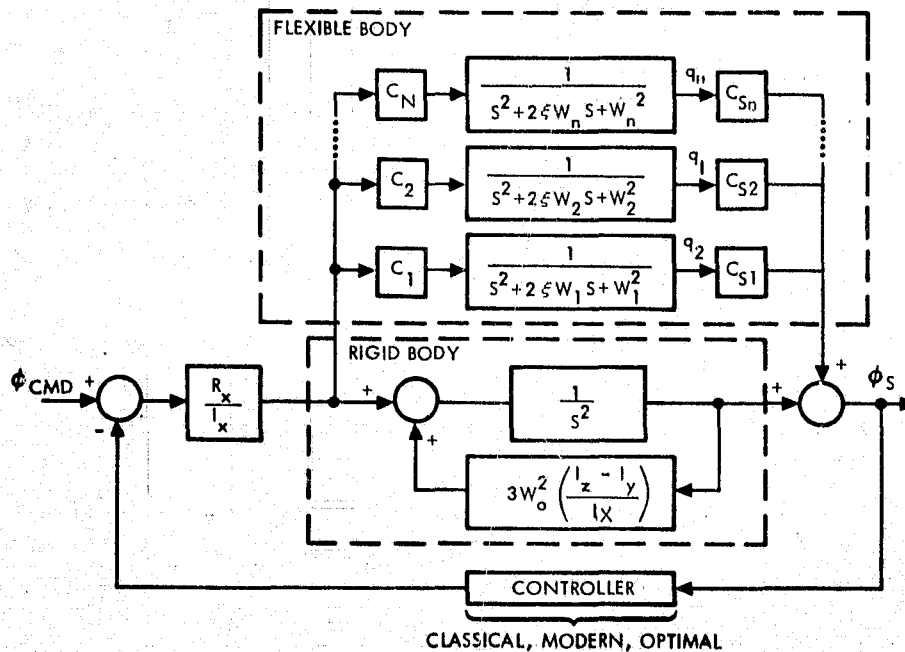 FLEXIBLE BODY
C_N
1
S^2+2ξW_n S+W_n^2
q_n
C_Sn
C_2
1
S^2+2ξW_2 S+W_2^2
q_1
C_S2
C_1
1
S^2+2ξW_1 S+W_1^2
q_2
C_S1
RIGID BODY
ϕ_CMD
+
-
R_x
I_x
+
+
1
S^2
+
+
ϕ_S
3W_o^2 (I_z - I_y / I_X)
CONTROLLER
CLASSICAL, MODERN, OPTIMAL